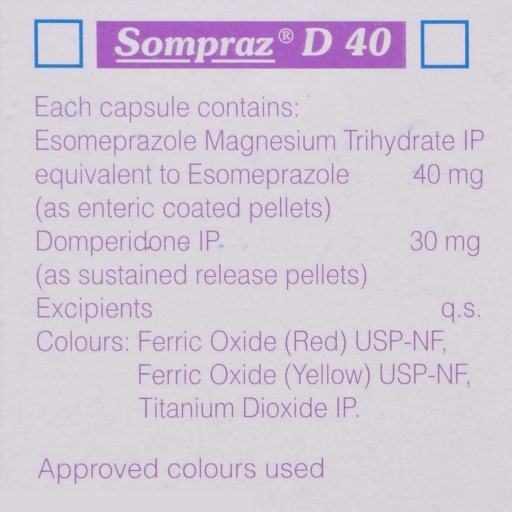 Sompraz® D 40
Each capsule contains:
Esomeprazole Magnesium Trihydrate IP
equivalent to Esomeprazole 40 mg
(as enteric coated pellets)
Domperidone IP 30 mg
(as sustained release pellets)
Excipients q.s.
Colours: Ferric Oxide (Red) USP-NF,
Ferric Oxide (Yellow) USP-NF,
Titanium Dioxide IP.
Approved colours used